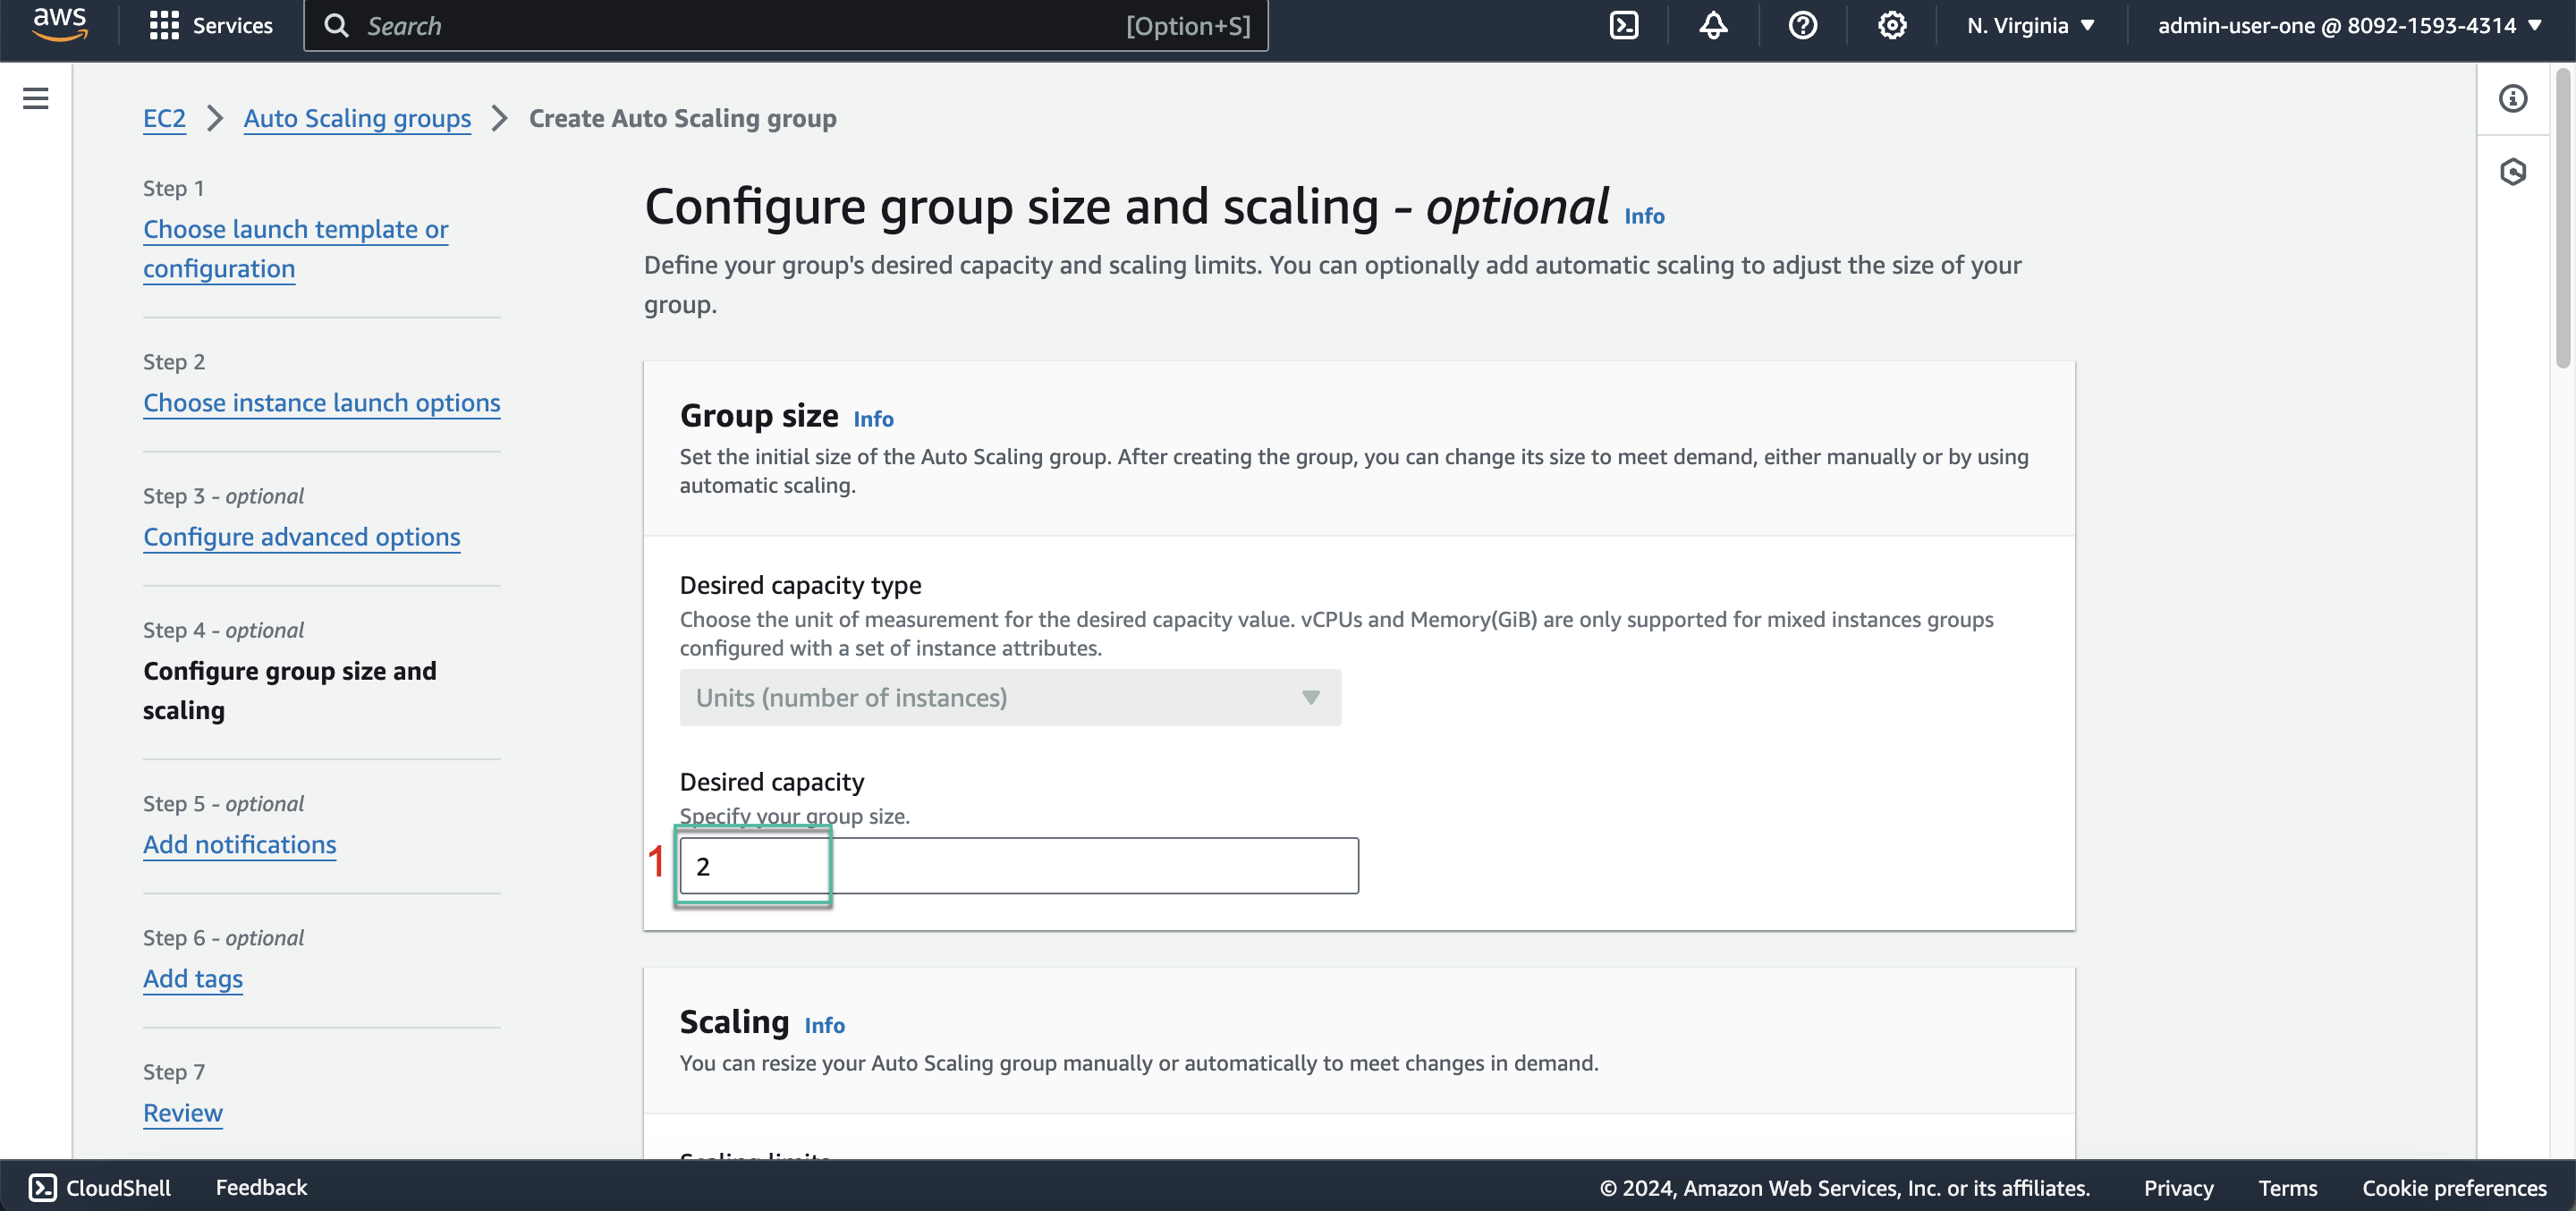 aws
Services
Search
[Option+S]
N. Virginia
admin-user-one @ 8092-1593-4314
EC2
Auto Scaling groups
Create Auto Scaling group
Step 1
Choose launch template or
configuration
Step 2
Choose instance launch options
Step 3 - optional
Configure advanced options
Step 4 - optional
Configure group size and
scaling
Step 5 - optional
Add notifications
Step 6 - optional
Add tags
Step 7
Review
Configure group size and scaling - optional Info
Define your group's desired capacity and scaling limits. You can optionally add automatic scaling to adjust the size of your
group.
Group size Info
Set the initial size of the Auto Scaling group. After creating the group, you can change its size to meet demand, either manually or by using
automatic scaling.
Desired capacity type
Choose the unit of measurement for the desired capacity value. vCPUs and Memory(GiB) are only supported for mixed instances groups
configured with a set of instance attributes.
Units (number of instances)
Desired capacity
Specify your group size.
1
2
Scaling Info
You can resize your Auto Scaling group manually or automatically to meet changes in demand.
Scaling limits
CloudShell
Feedback
© 2024, Amazon Web Services, Inc. or its affiliates.
Privacy
Terms
Cookie preferences